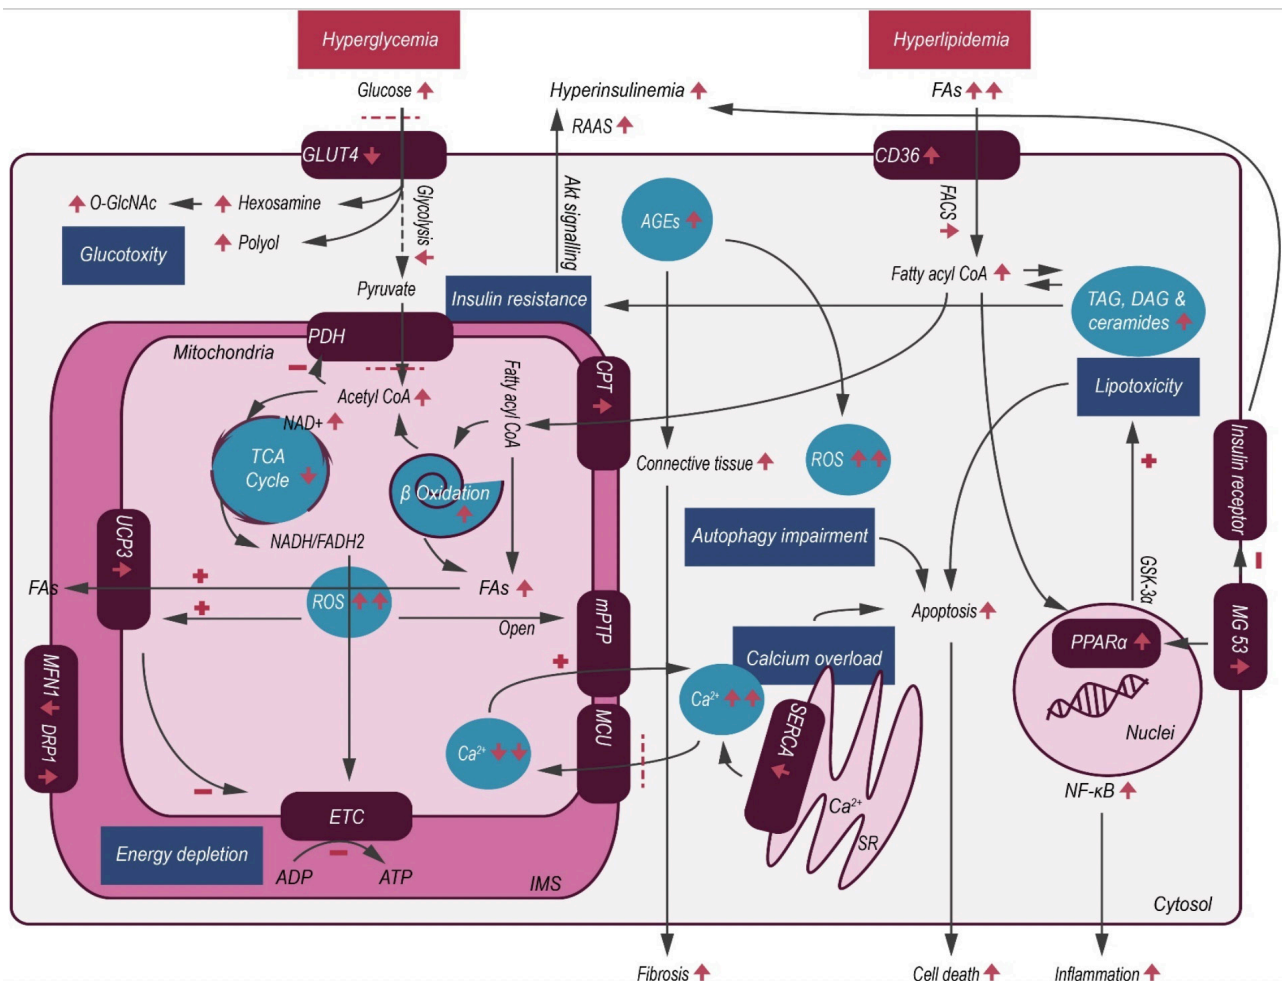 Hyperglycemia
Hyperlipidemia
Glucose
Hyperinsulinemia
RAAS
FAs
GLUT4
CD36
O-GlcNAc
Hexosamine
Polyol
Glucotoxity
Glycolysis
Akt signalling
AGEs
FACS
Pyruvate
Insulin resistance
Fatty acyl CoA
TAG, DAG &
ceramides
Lipotoxicity
PDH
Mitochondria
Acetyl CoA
Fatty acyl CoA
CPT
NAD+
TCA
Cycle
β Oxidation
Connective tissue
ROS
Insulin receptor
UCP3
NADH/FADH2
Autophagy impairment
FAs
ROS
FAs
Open
mPTP
Apoptosis
GSK-3α
MG 53
PPARα
MFN1
DRP1
Calcium overload
Ca2+
Ca2+
MCU
SERCA
Nuclei
NF-κB
Ca2+
SR
ETC
Energy depletion
ADP
ATP
IMS
Cytosol
Fibrosis
Cell death
Inflammation